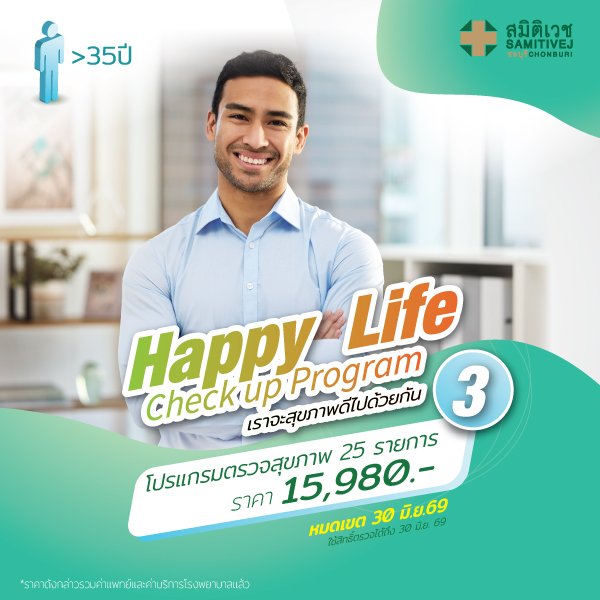 >35ปี
สมิติเวช
SAMITIVEJ
ชลบุรี CHONBURI
Happy Life
Check up Program
เราจะสุขภาพดีไปด้วยกัน
3
โปรแกรมตรวจสุขภาพ 25 รายการ
ราคา 15,980.-
หมดเขต 30 มิ.ย.69
ใช้สิทธิ์ตรวจได้ถึง 30 มิ.ย. 69
*ราคาดังกล่าวรวมค่าแพทย์และค่าบริการโรงพยาบาลแล้ว